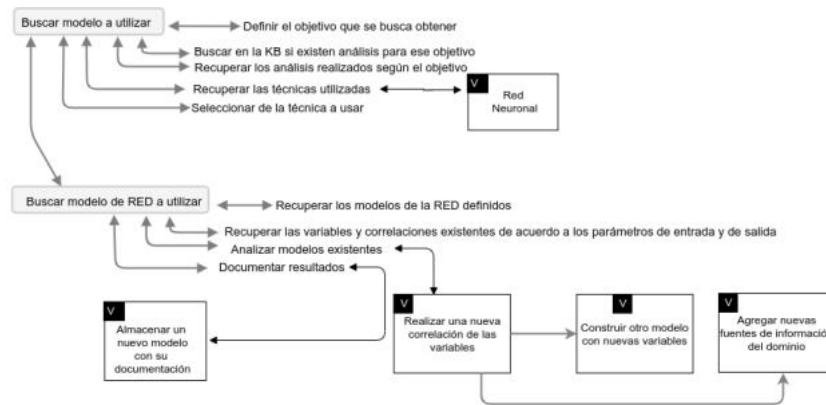 Buscar modelo a utilizar
Definir el objetivo que se busca obtener
Buscar en la KB si existen análisis para ese objetivo
Recuperar los análisis realizados según el objetivo
Recuperar las técnicas utilizadas
Seleccionar de la técnica a usar
V
Red
Neuronal
Buscar modelo de RED a utilizar
Recuperar los modelos de la RED definidos
Recuperar las variables y correlaciones existentes de acuerdo a los parámetros de entrada y de salida
Analizar modelos existentes
Documentar resultados
V
Almacenar un
nuevo modelo
con su
documentación
V
Realizar una nueva
correlación de las
variables
V
Construir otro modelo
con nuevas variables
V
Agregar nuevas
fuentes de informació
del dominio